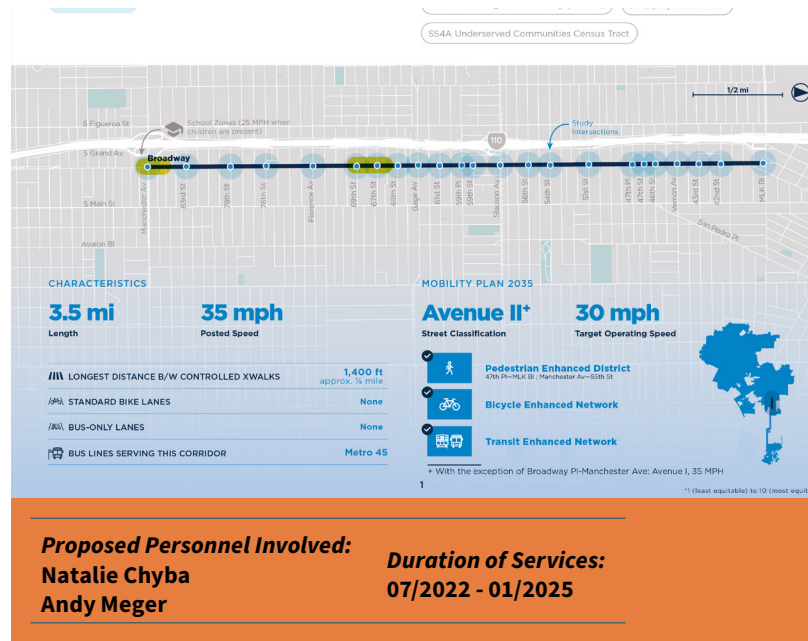 SS4A Underserved Communities Census Tract
1/2 mi
S Figueroa St
School Zones (25 MPH when
children are present)
110
Study
Intersections
S Grand Av
Broadway
Manchester Av
83rd St
79th St
76th St
Florence Av
69th St
67th St
65th St
Gage Av
61st St
59th Pl
59th St
Slauson Av
56th St
54th St
51st St
47th Pl
47th St
46th St
Vernon Av
43rd St
42nd St
MLK Bl
S Main St
San Pedro Pl
Avalon Bl
CHARACTERISTICS
3.5 mi
Length
35 mph
Posted Speed
LONGEST DISTANCE B/W CONTROLLED XWALKS
1,400 ft
approx. ¼ mile
STANDARD BIKE LANES
None
BUS-ONLY LANES
None
BUS LINES SERVING THIS CORRIDOR
Metro 45
MOBILITY PLAN 2035
Avenue II+
Street Classification
30 mph
Target Operating Speed
Pedestrian Enhanced District
47th Pl—MLK Bl ; Manchester Av—55th St
Bicycle Enhanced Network
Transit Enhanced Network
+ With the exception of Broadway Pl-Manchester Ave: Avenue I, 35 MPH
1
*1 (least equitable) to 10 (most equit
Proposed Personnel Involved:
Natalie Chyba
Andy Meger
Duration of Services:
07/2022 - 01/2025